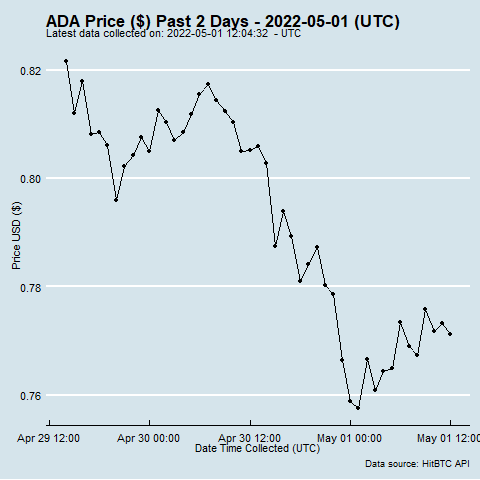 ADA Price ($) Past 2 Days - 2022-05-01 (UTC)
Latest data collected on: 2022-05-01 12:04:32  - UTC
0.82
0.80
0.78
0.76
Price USD ($)
Apr 29 12:00 Apr 30 00:00 Apr 30 12:00 May 01 00:00 May 01 12:00
Date Time Collected (UTC)
Data source: HitBTC API